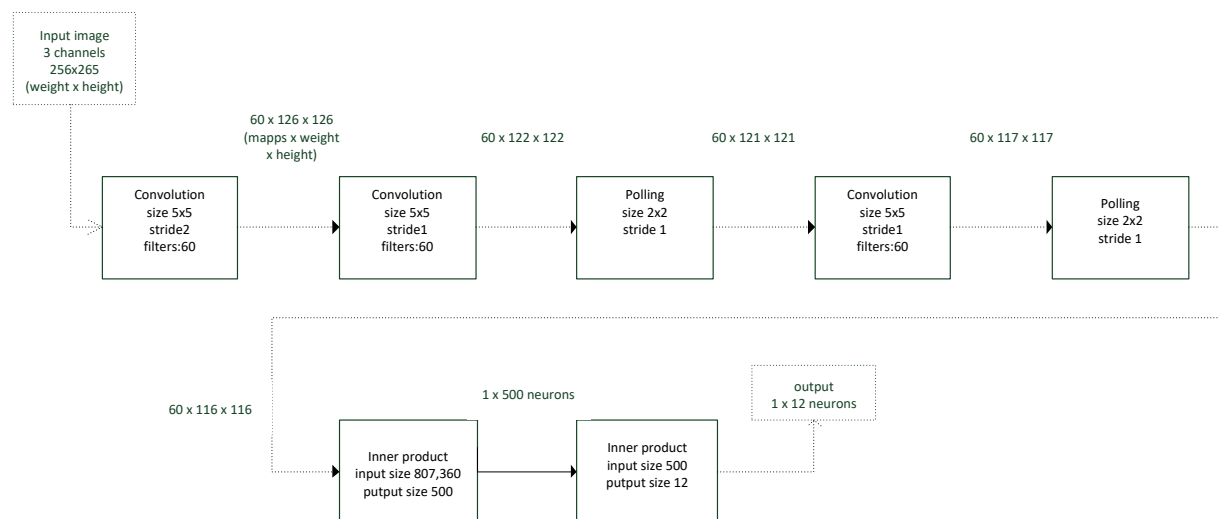 Input image
3 channels
256x265
(weight x height)
60 x 126 x 126
(mapps x weight
x height)
60 x 122 x 122
60 x 121 x 121
60 x 117 x 117
Convolution
size 5x5
stride2
filters:60
Convolution
size 5x5
stride1
filters:60
Polling
size 2x2
stride 1
Convolution
size 5x5
stride1
filters:60
Polling
size 2x2
stride 1
60 x 116 x 116
1 x 500 neurons
output
1 x 12 neurons
Inner product
input size 807,360
putput size 500
Inner product
input size 500
putput size 12